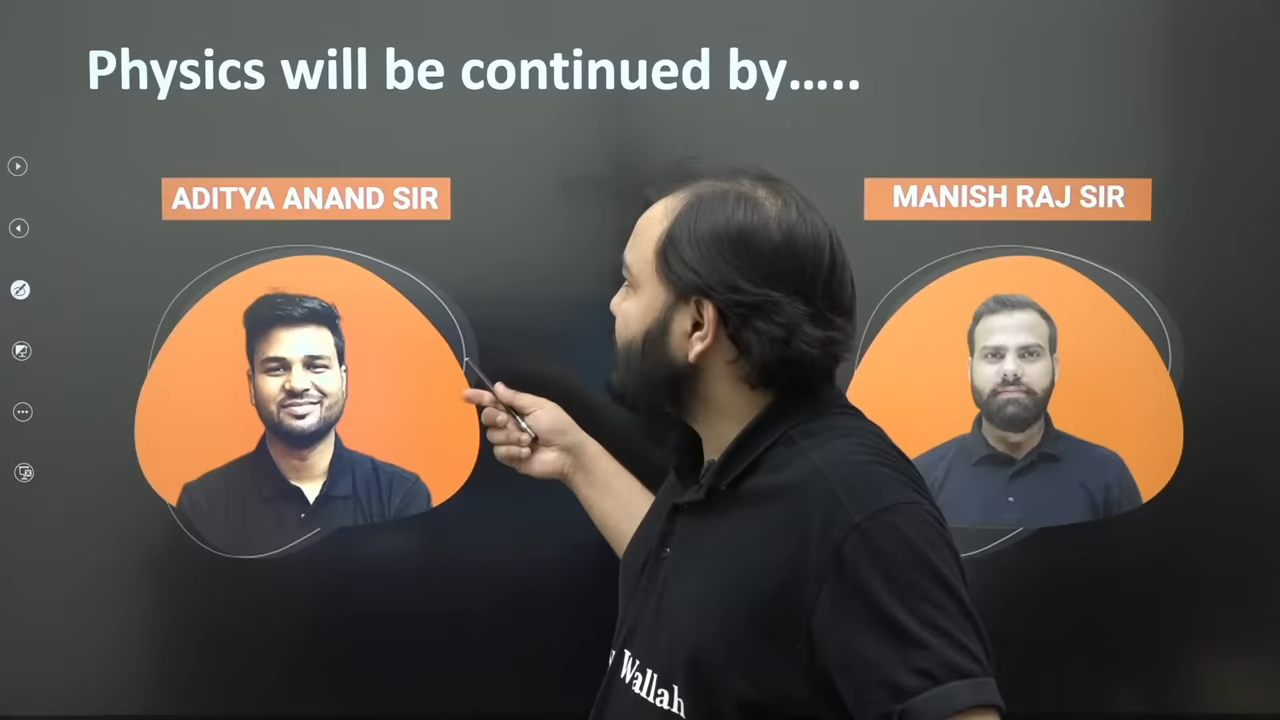 Physics will be continued by.....
ADITYA ANAND SIR
MANISH RAJ SIR
Wallah